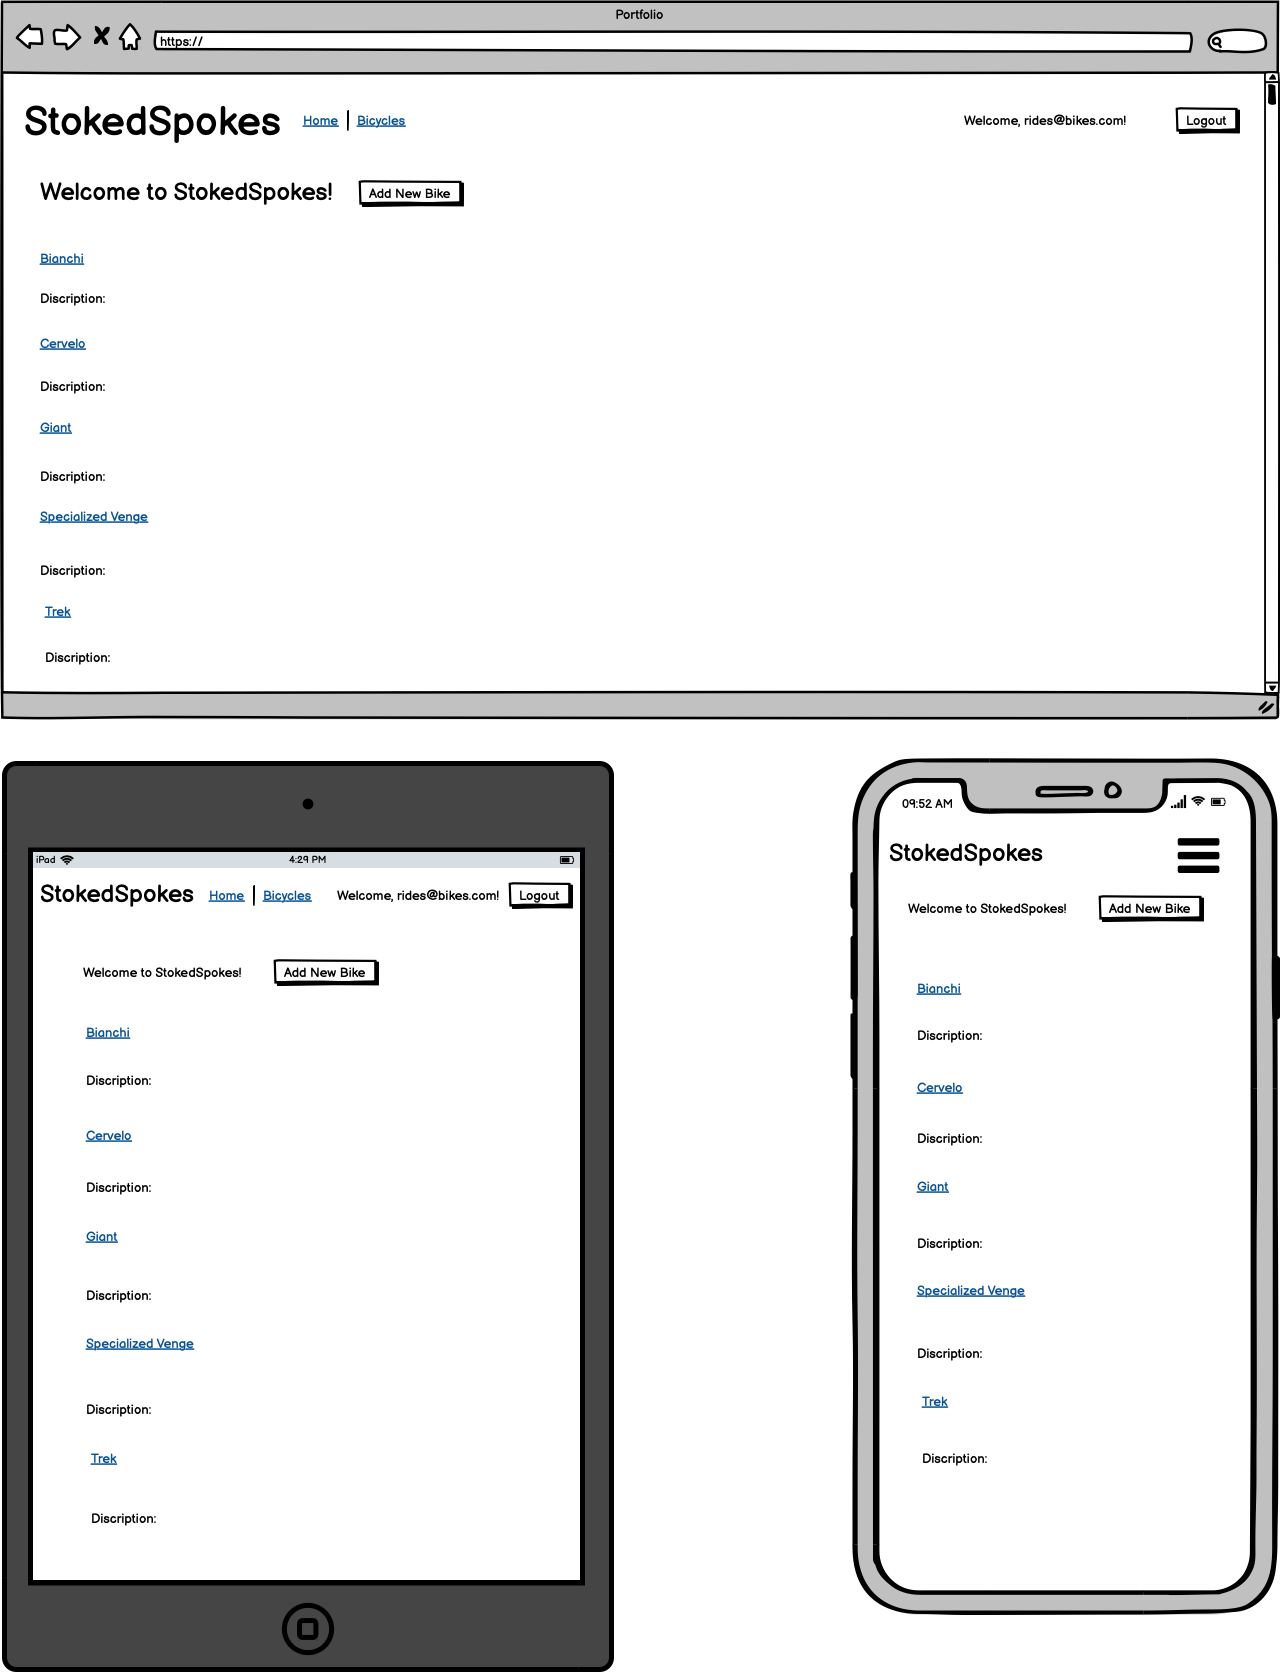 Portfolio
https://
StokedSpokes Home Bicycles Welcome, rides@bikes.com! Logout
Welcome to StokedSpokes! Add New Bike
Bianchi
Discription:
Cervelo
Discription:
Giant
Discription:
Specialized Venge
Discription:
Trek
Discription:
iPad 4:29 PM
StokedSpokes Home Bicycles Welcome, rides@bikes.com! Logout
Welcome to StokedSpokes! Add New Bike
Bianchi
Discription:
Cervelo
Discription:
Giant
Discription:
Specialized Venge
Discription:
Trek
Discription:
09:52 AM
StokedSpokes
Welcome to StokedSpokes! Add New Bike
Bianchi
Discription:
Cervelo
Discription:
Giant
Discription:
Specialized Venge
Discription:
Trek
Discription: